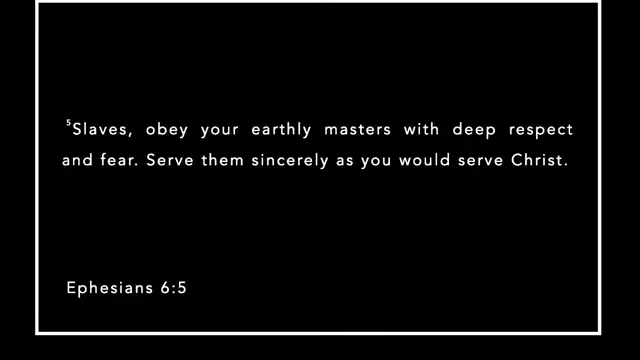 ⁵Slaves, obey your earthly masters with deep respect
and fear. Serve them sincerely as you would serve Christ.
Ephesians 6:5